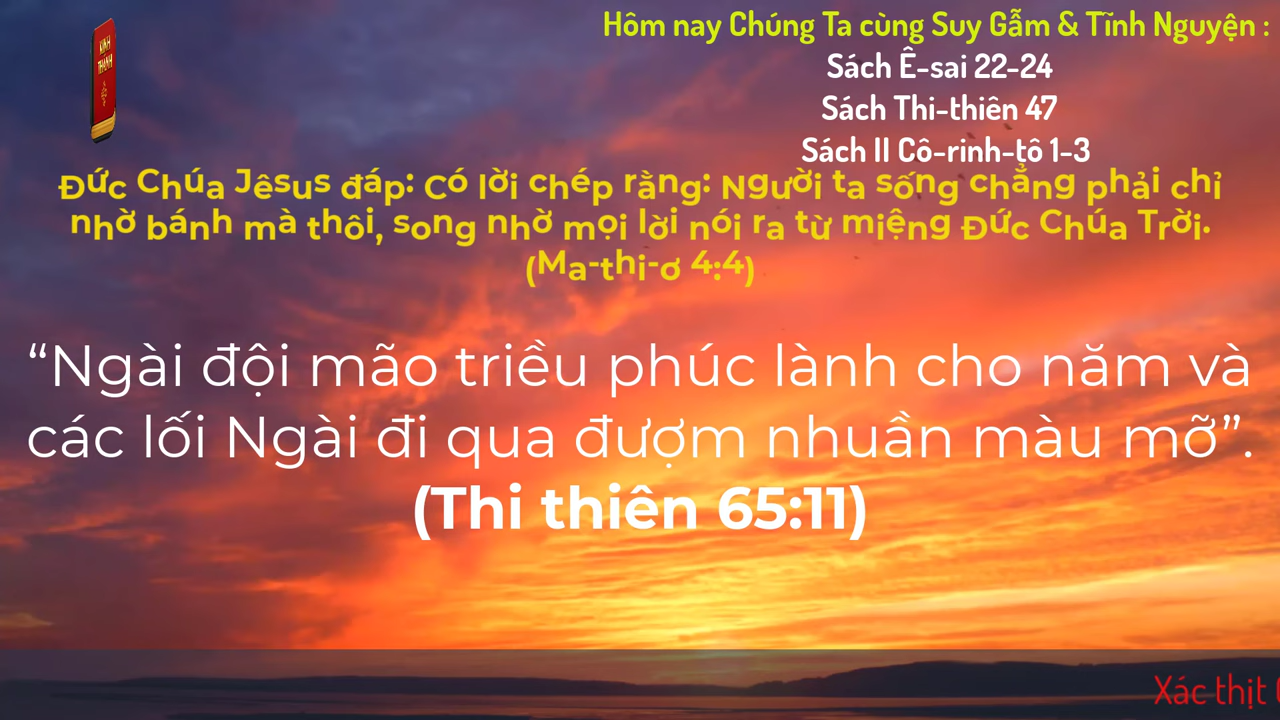 KINH
THÁNH
Hôm nay Chúng Ta cùng Suy Gẫm & Tĩnh Nguyện :
Sách Ê-sai 22-24
Sách Thi-thiên 47
Sách II Cô-rinh-tô 1-3
Đức Chúa Jêsus đáp: Có lời chép rằng: Người ta sống chẳng phải chỉ
nhờ bánh mà thôi, song nhờ mọi lời nói ra từ miệng Đức Chúa Trời.
(Ma-thi-ơ 4:4)
“Ngài đội mão triều phúc lành cho năm và
các lối Ngài đi qua đượm nhuần màu mỡ”.
(Thi thiên 65:11)
Xác thịt